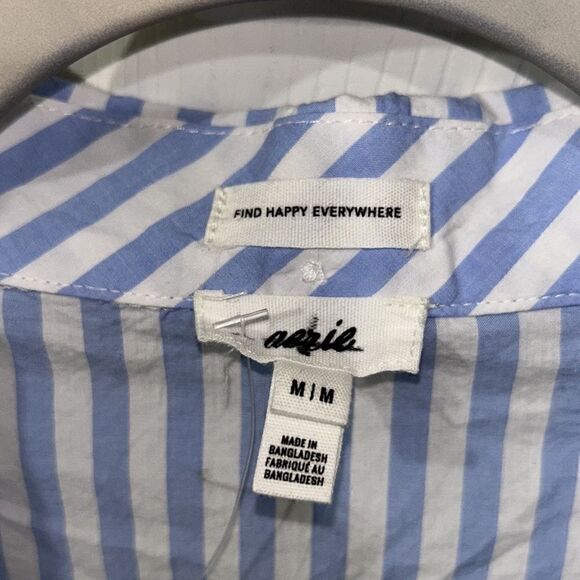 FIND HAPPY EVERYWHERE
aerie
M | M
MADE IN
BANGLADESH
FABRIQUÉ AU
BANGLADESH